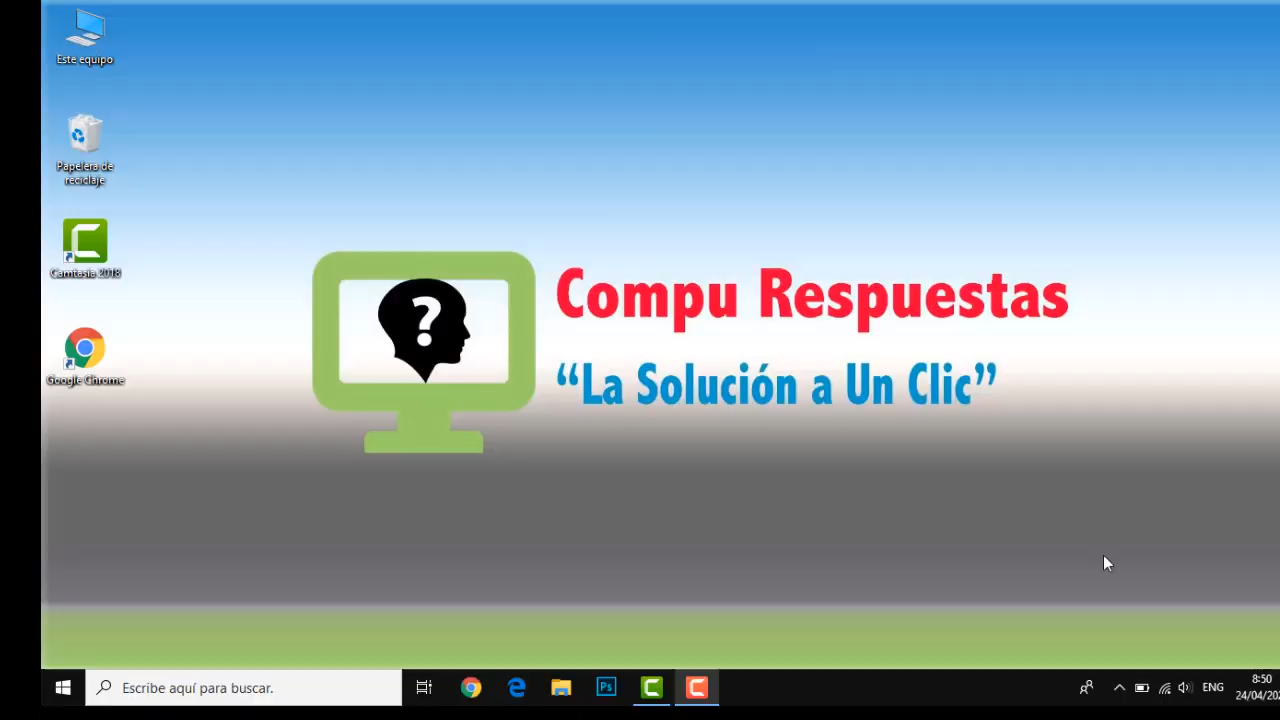 Este equipo
Papelera de
reciclaje
Camtasia 2018
Google Chrome
?
Compu Respuestas
“La Solución a Un Clic”
Escribe aquí para buscar.
Ps
ENG
8:50